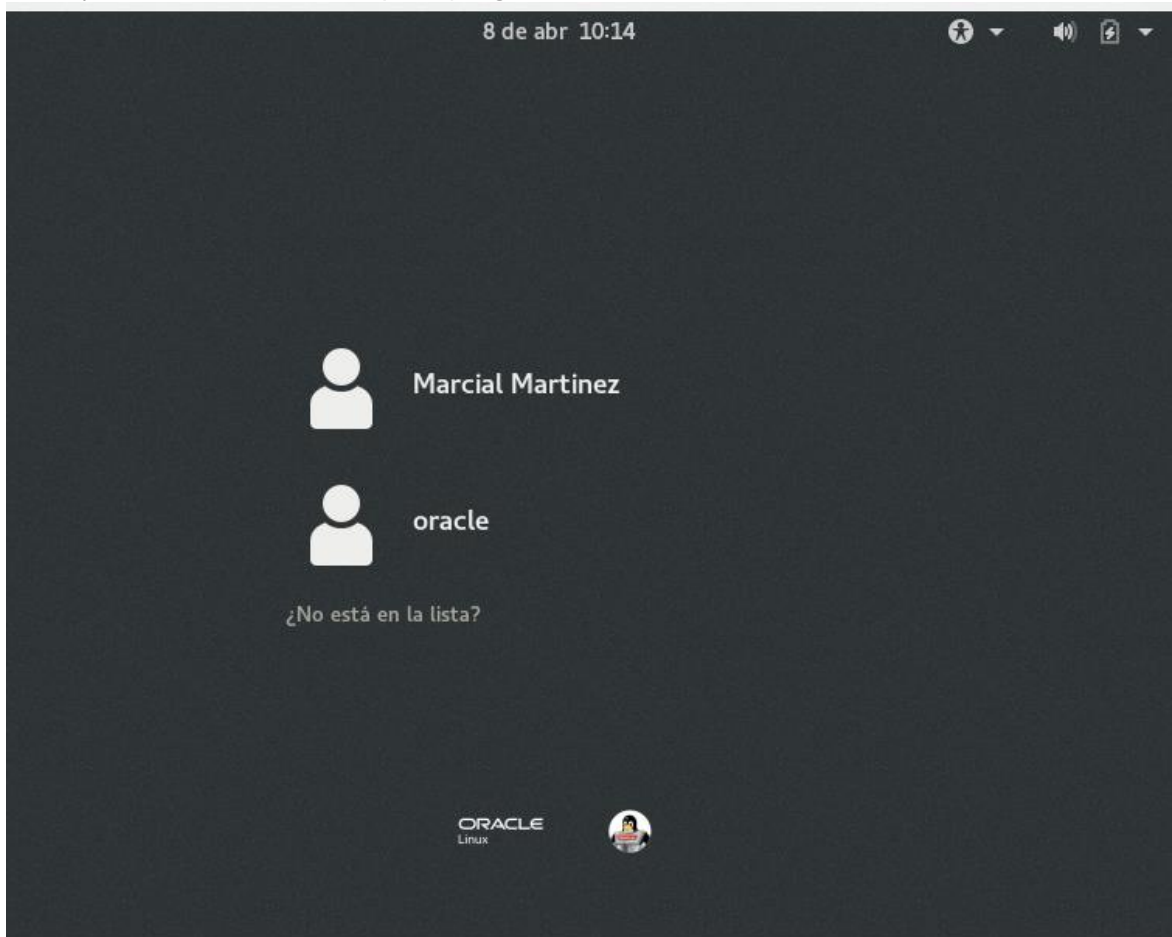 8 de abr 10:14
Marcial Martinez
oracle
¿No está en la lista?
ORACLE
Linux